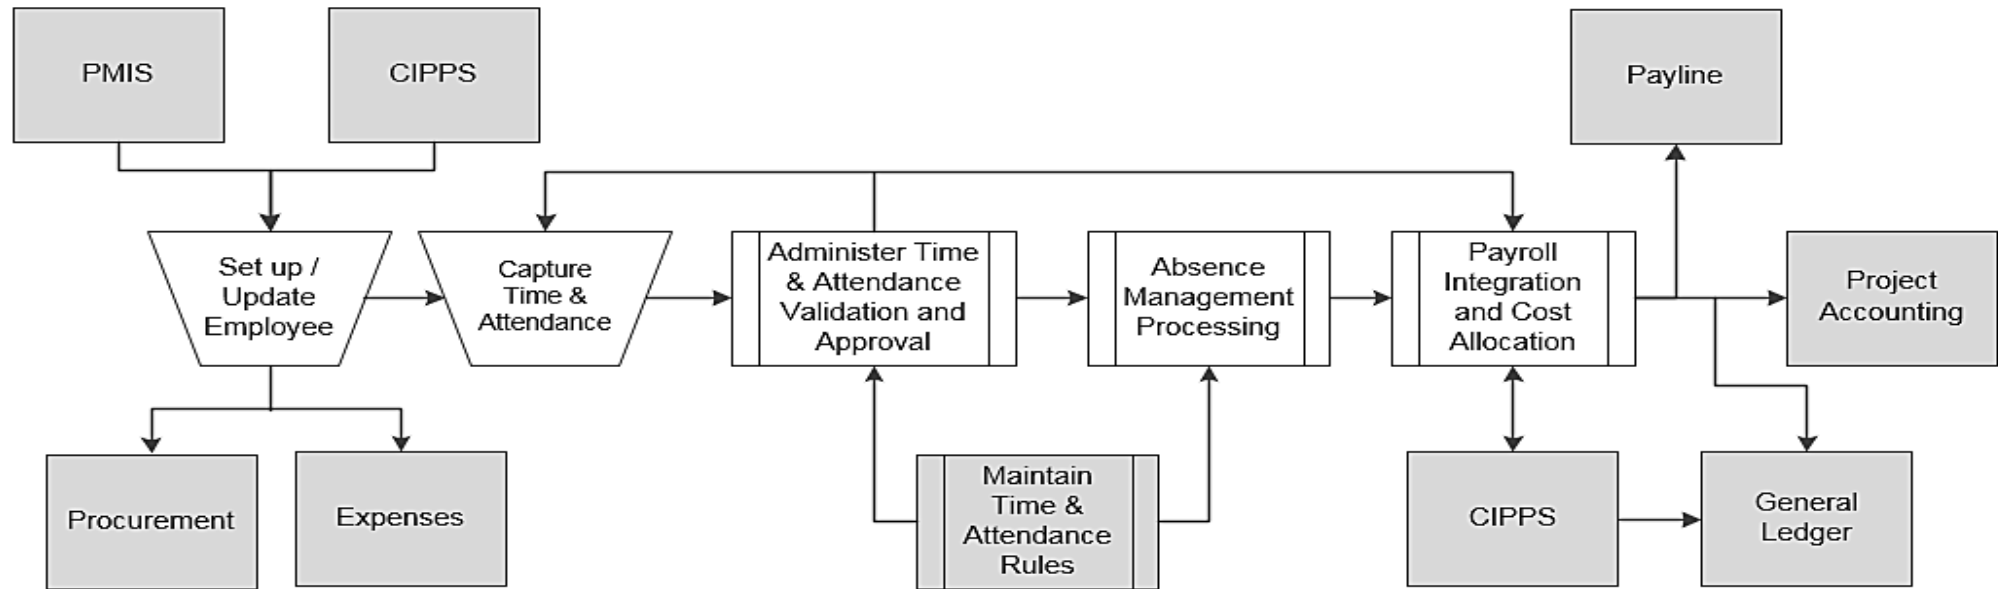 PMIS
CIPPS
Payline
Set up /
Update
Employee
Capture
Time &
Attendance
Administer Time
& Attendance
Validation and
Approval
Absence
Management
Processing
Payroll
Integration
and Cost
Allocation
Project
Accounting
Procurement
Expenses
Maintain
Time &
Attendance
Rules
CIPPS
General
Ledger